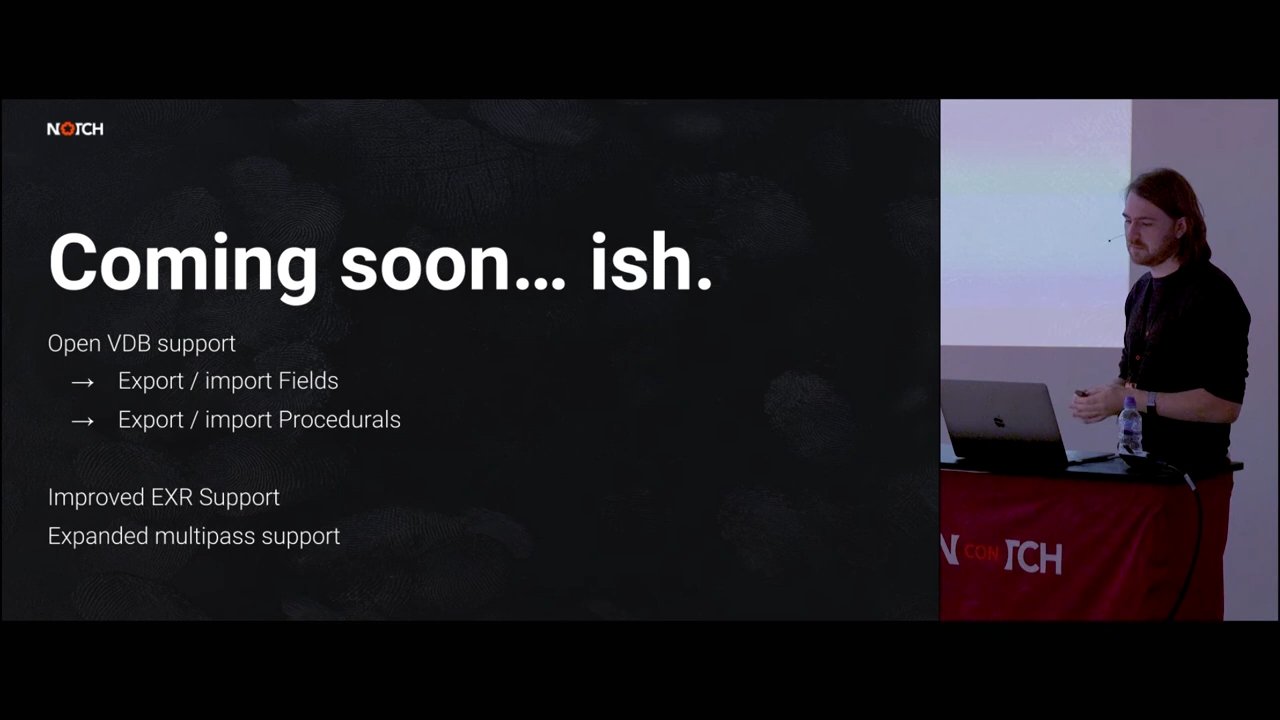 NOTCH
Coming soon... ish.
Open VDB support
→ Export / import Fields
→ Export / import Procedurals
Improved EXR Support
Expanded multipass support
N CON TCH